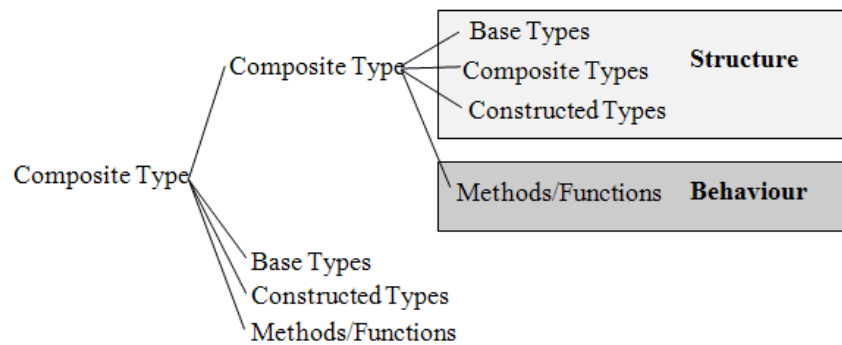 Base Types
Composite Type
Composite Types
Structure
Constructed Types
Composite Type
Methods/Functions
Behaviour
Base Types
Constructed Types
Methods/Functions